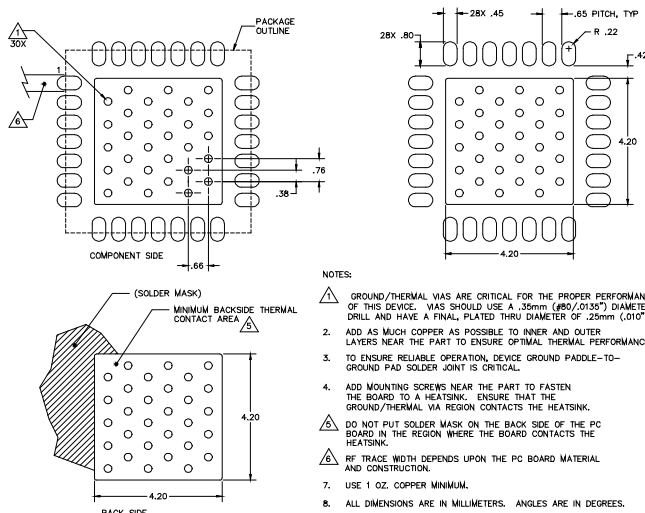 1
30X
PACKAGE
OUTLINE
1
6
.76
.38
.66
COMPONENT SIDE
28X .45
.65 PITCH, TYP
28X .80
R .22
.42
4.20
4.20
(SOLDER MASK)
MINIMUM BACKSIDE THERMAL
CONTACT AREA 5
4.20
4.20
BACK SIDE
NOTES:
1 GROUND/THERMAL VIAS ARE CRITICAL FOR THE PROPER PERFORMAN
OF THIS DEVICE. VIAS SHOULD USE A .35mm (#80/.0135") DIAMETE
DRILL AND HAVE A FINAL, PLATED THRU DIAMETER OF .25mm (.010"
2. ADD AS MUCH COPPER AS POSSIBLE TO INNER AND OUTER
LAYERS NEAR THE PART TO ENSURE OPTIMAL THERMAL PERFORMANC
3. TO ENSURE RELIABLE OPERATION, DEVICE GROUND PADDLE-TO-
GROUND PAD SOLDER JOINT IS CRITICAL.
4. ADD MOUNTING SCREWS NEAR THE PART TO FASTEN
THE BOARD TO A HEATSINK. ENSURE THAT THE
GROUND/THERMAL VIA REGION CONTACTS THE HEATSINK.
5 DO NOT PUT SOLDER MASK ON THE BACK SIDE OF THE PC
BOARD IN THE REGION WHERE THE BOARD CONTACTS THE
HEATSINK.
6 RF TRACE WIDTH DEPENDS UPON THE PC BOARD MATERIAL
AND CONSTRUCTION.
7. USE 1 OZ. COPPER MINIMUM.
8. ALL DIMENSIONS ARE IN MILLIMETERS. ANGLES ARE IN DEGREES.